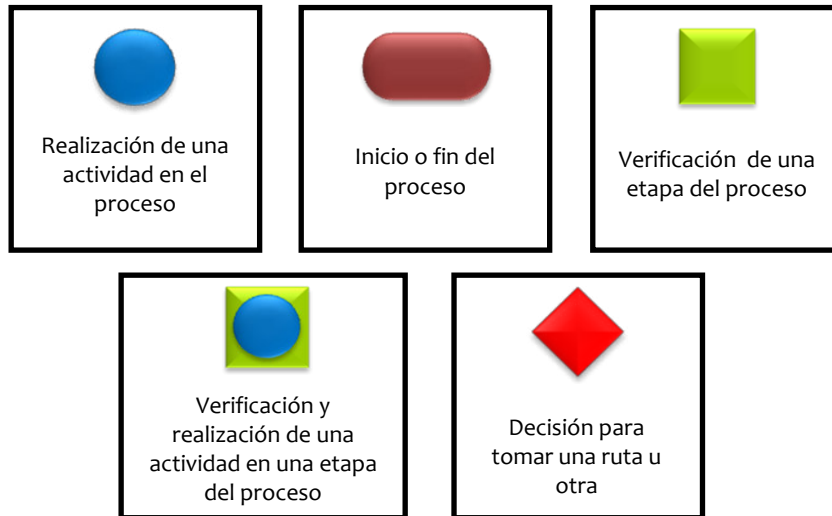 Realización de una
actividad en el
proceso
Inicio o fin del
proceso
Verificación de una
etapa del proceso
Verificación y
realización de una
actividad en una etapa
del proceso
Decisión para
tomar una ruta u
otra